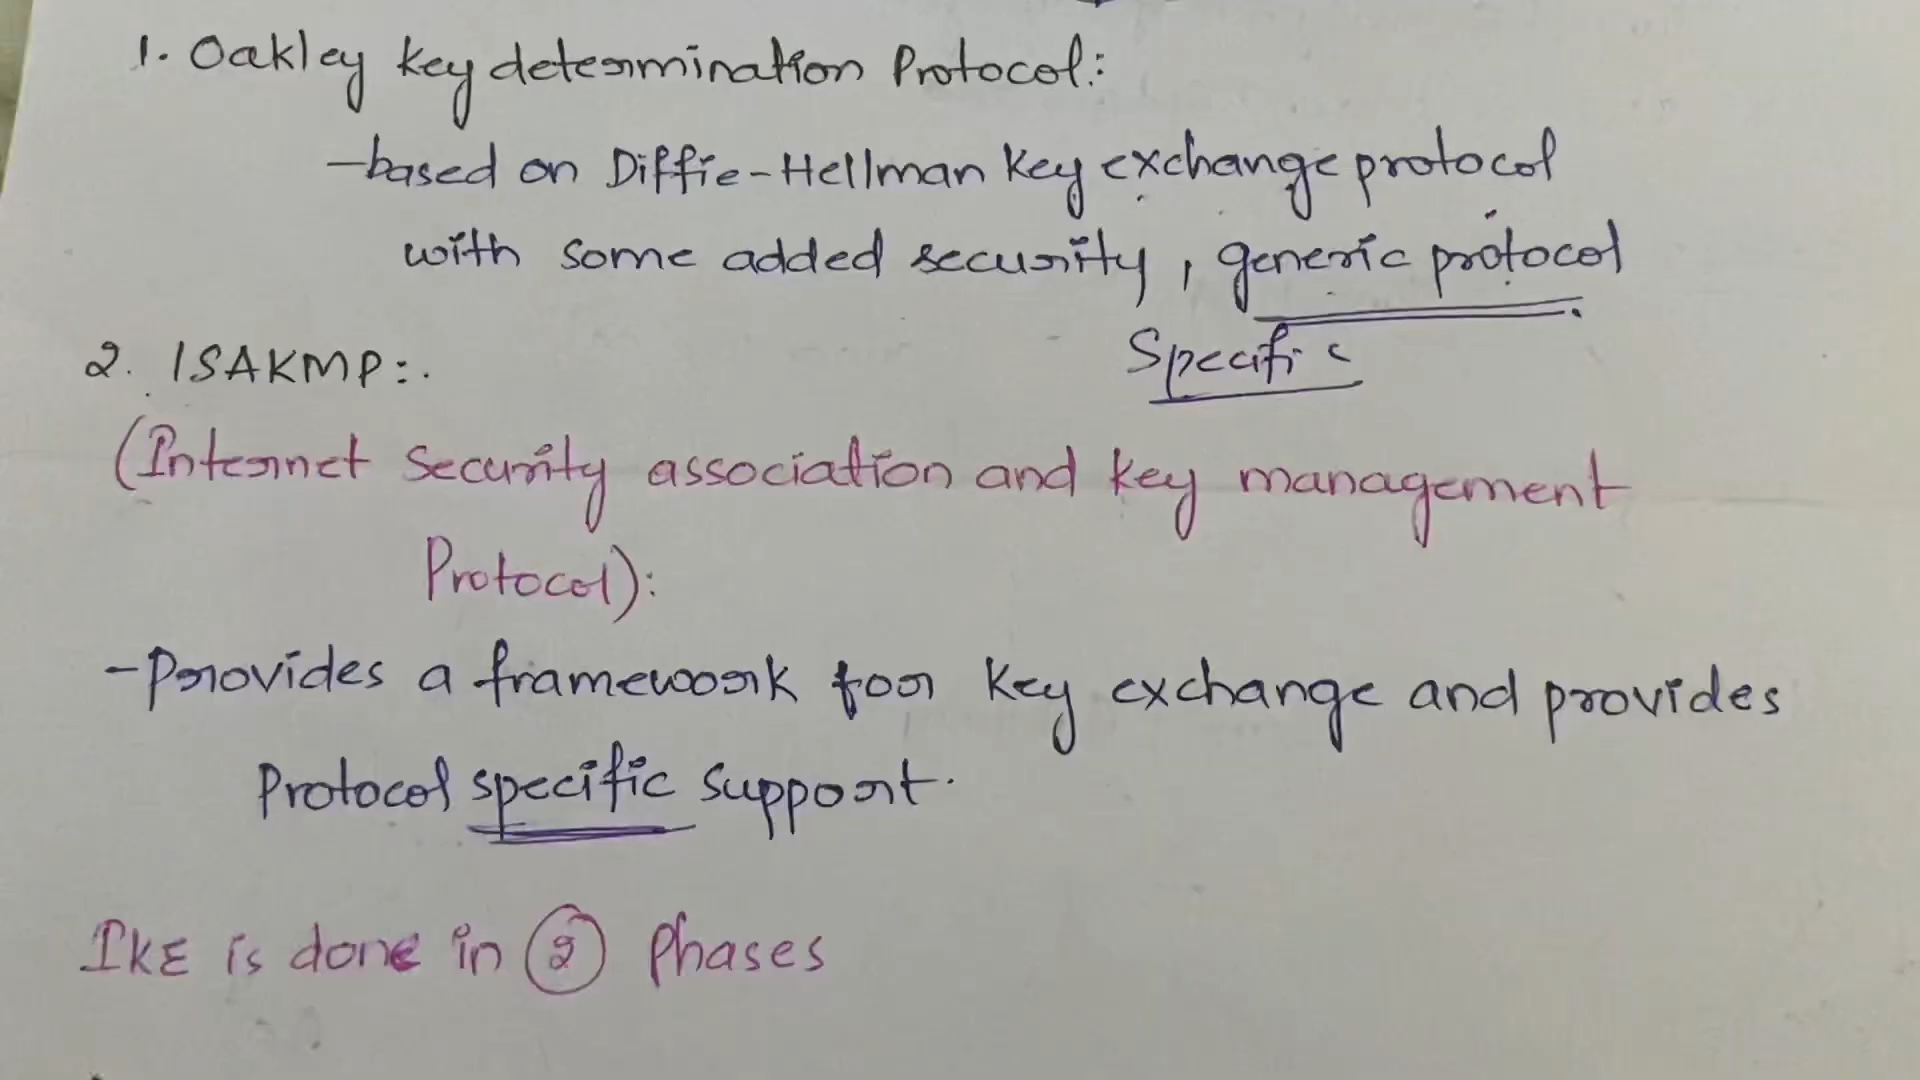 1. Oakley key determination Protocol:
-based on Diffie-Hellman key exchange protocol
with some added security, generic protocol
Specific
2. ISAKMP:.
(Internet security association and key management
Protocol):
-provides a framework for key exchange and provides
Protocol specific support.
IKE is done in 2 Phases